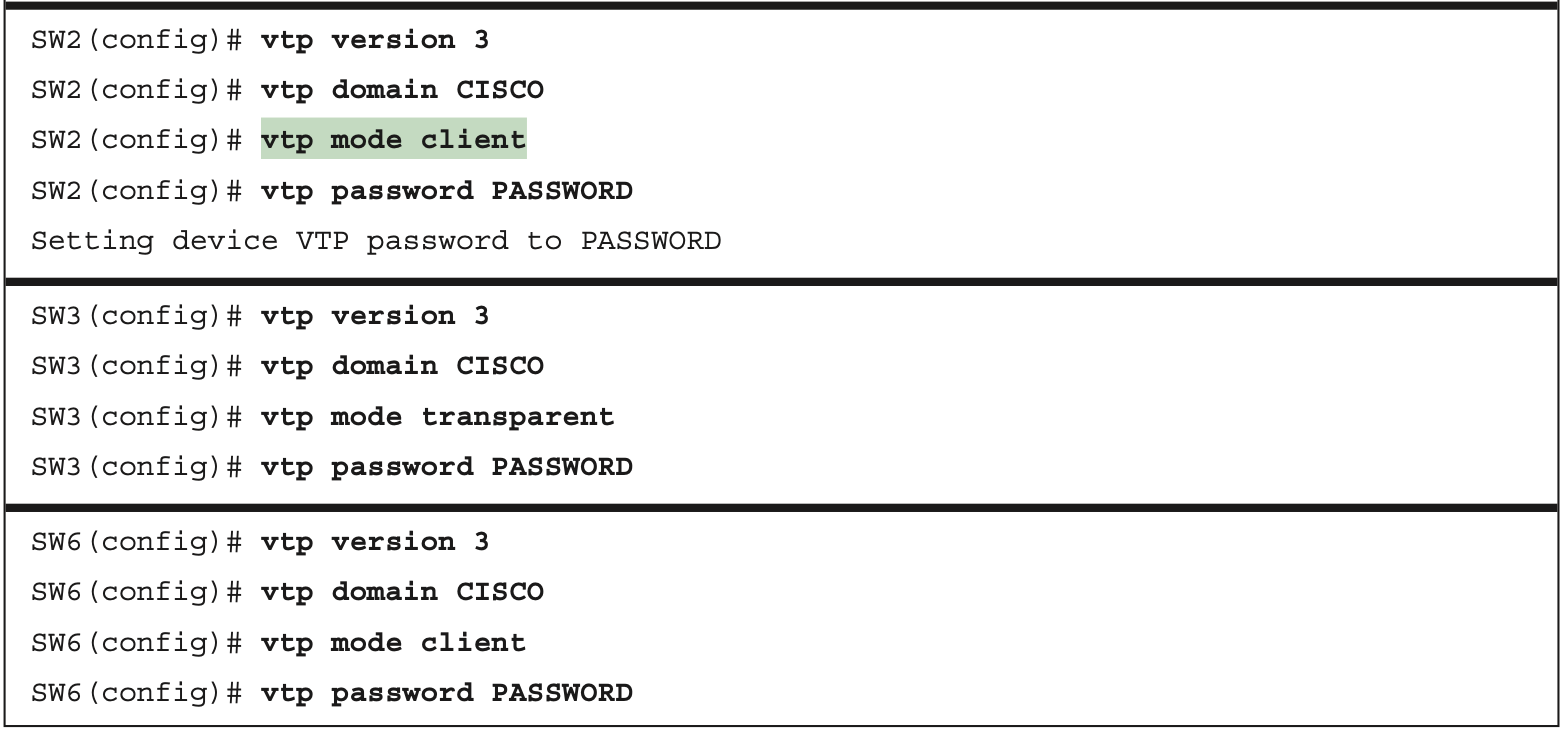 SW2(config)# vtp version 3
SW2(config)# vtp domain CISCO
SW2(config)# vtp mode client
SW2(config)# vtp password PASSWORD
Setting device VTP password to PASSWORD
SW3(config)# vtp version 3
SW3(config)# vtp domain CISCO
SW3(config)# vtp mode transparent
SW3(config)# vtp password PASSWORD
SW6(config)# vtp version 3
SW6(config)# vtp domain CISCO
SW6(config)# vtp mode client
SW6(config)# vtp password PASSWORD